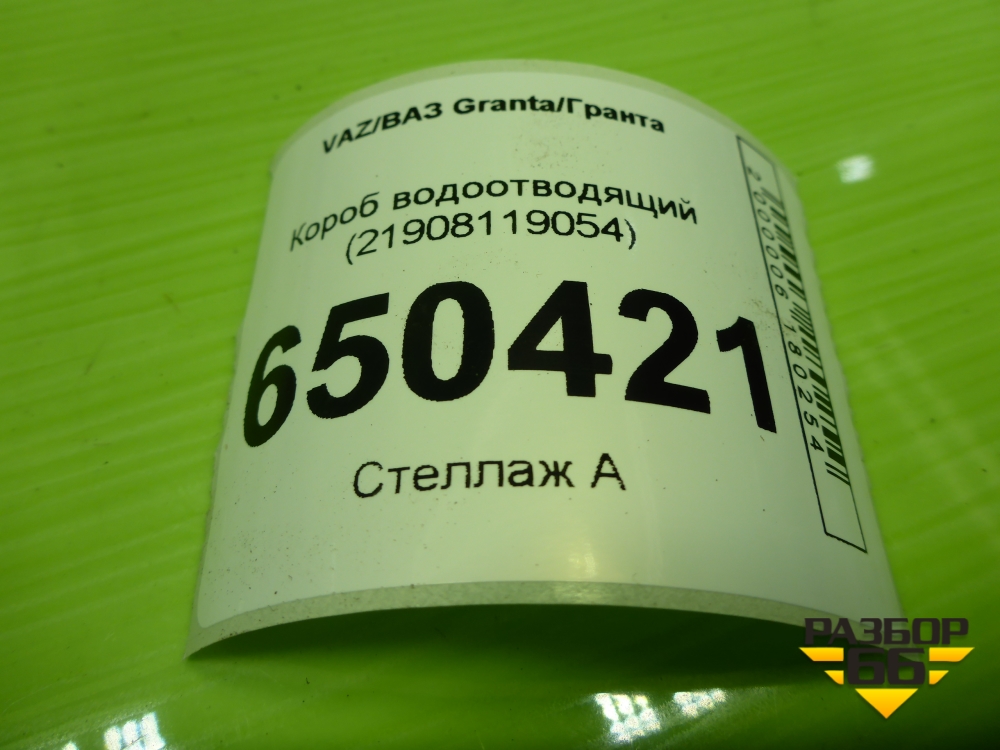 VAZ/ВАЗ Granta/Гранта
Короб водоотводящий
(21908119054)
650421
Стеллаж А
2000006180254
РАЗБОР
66